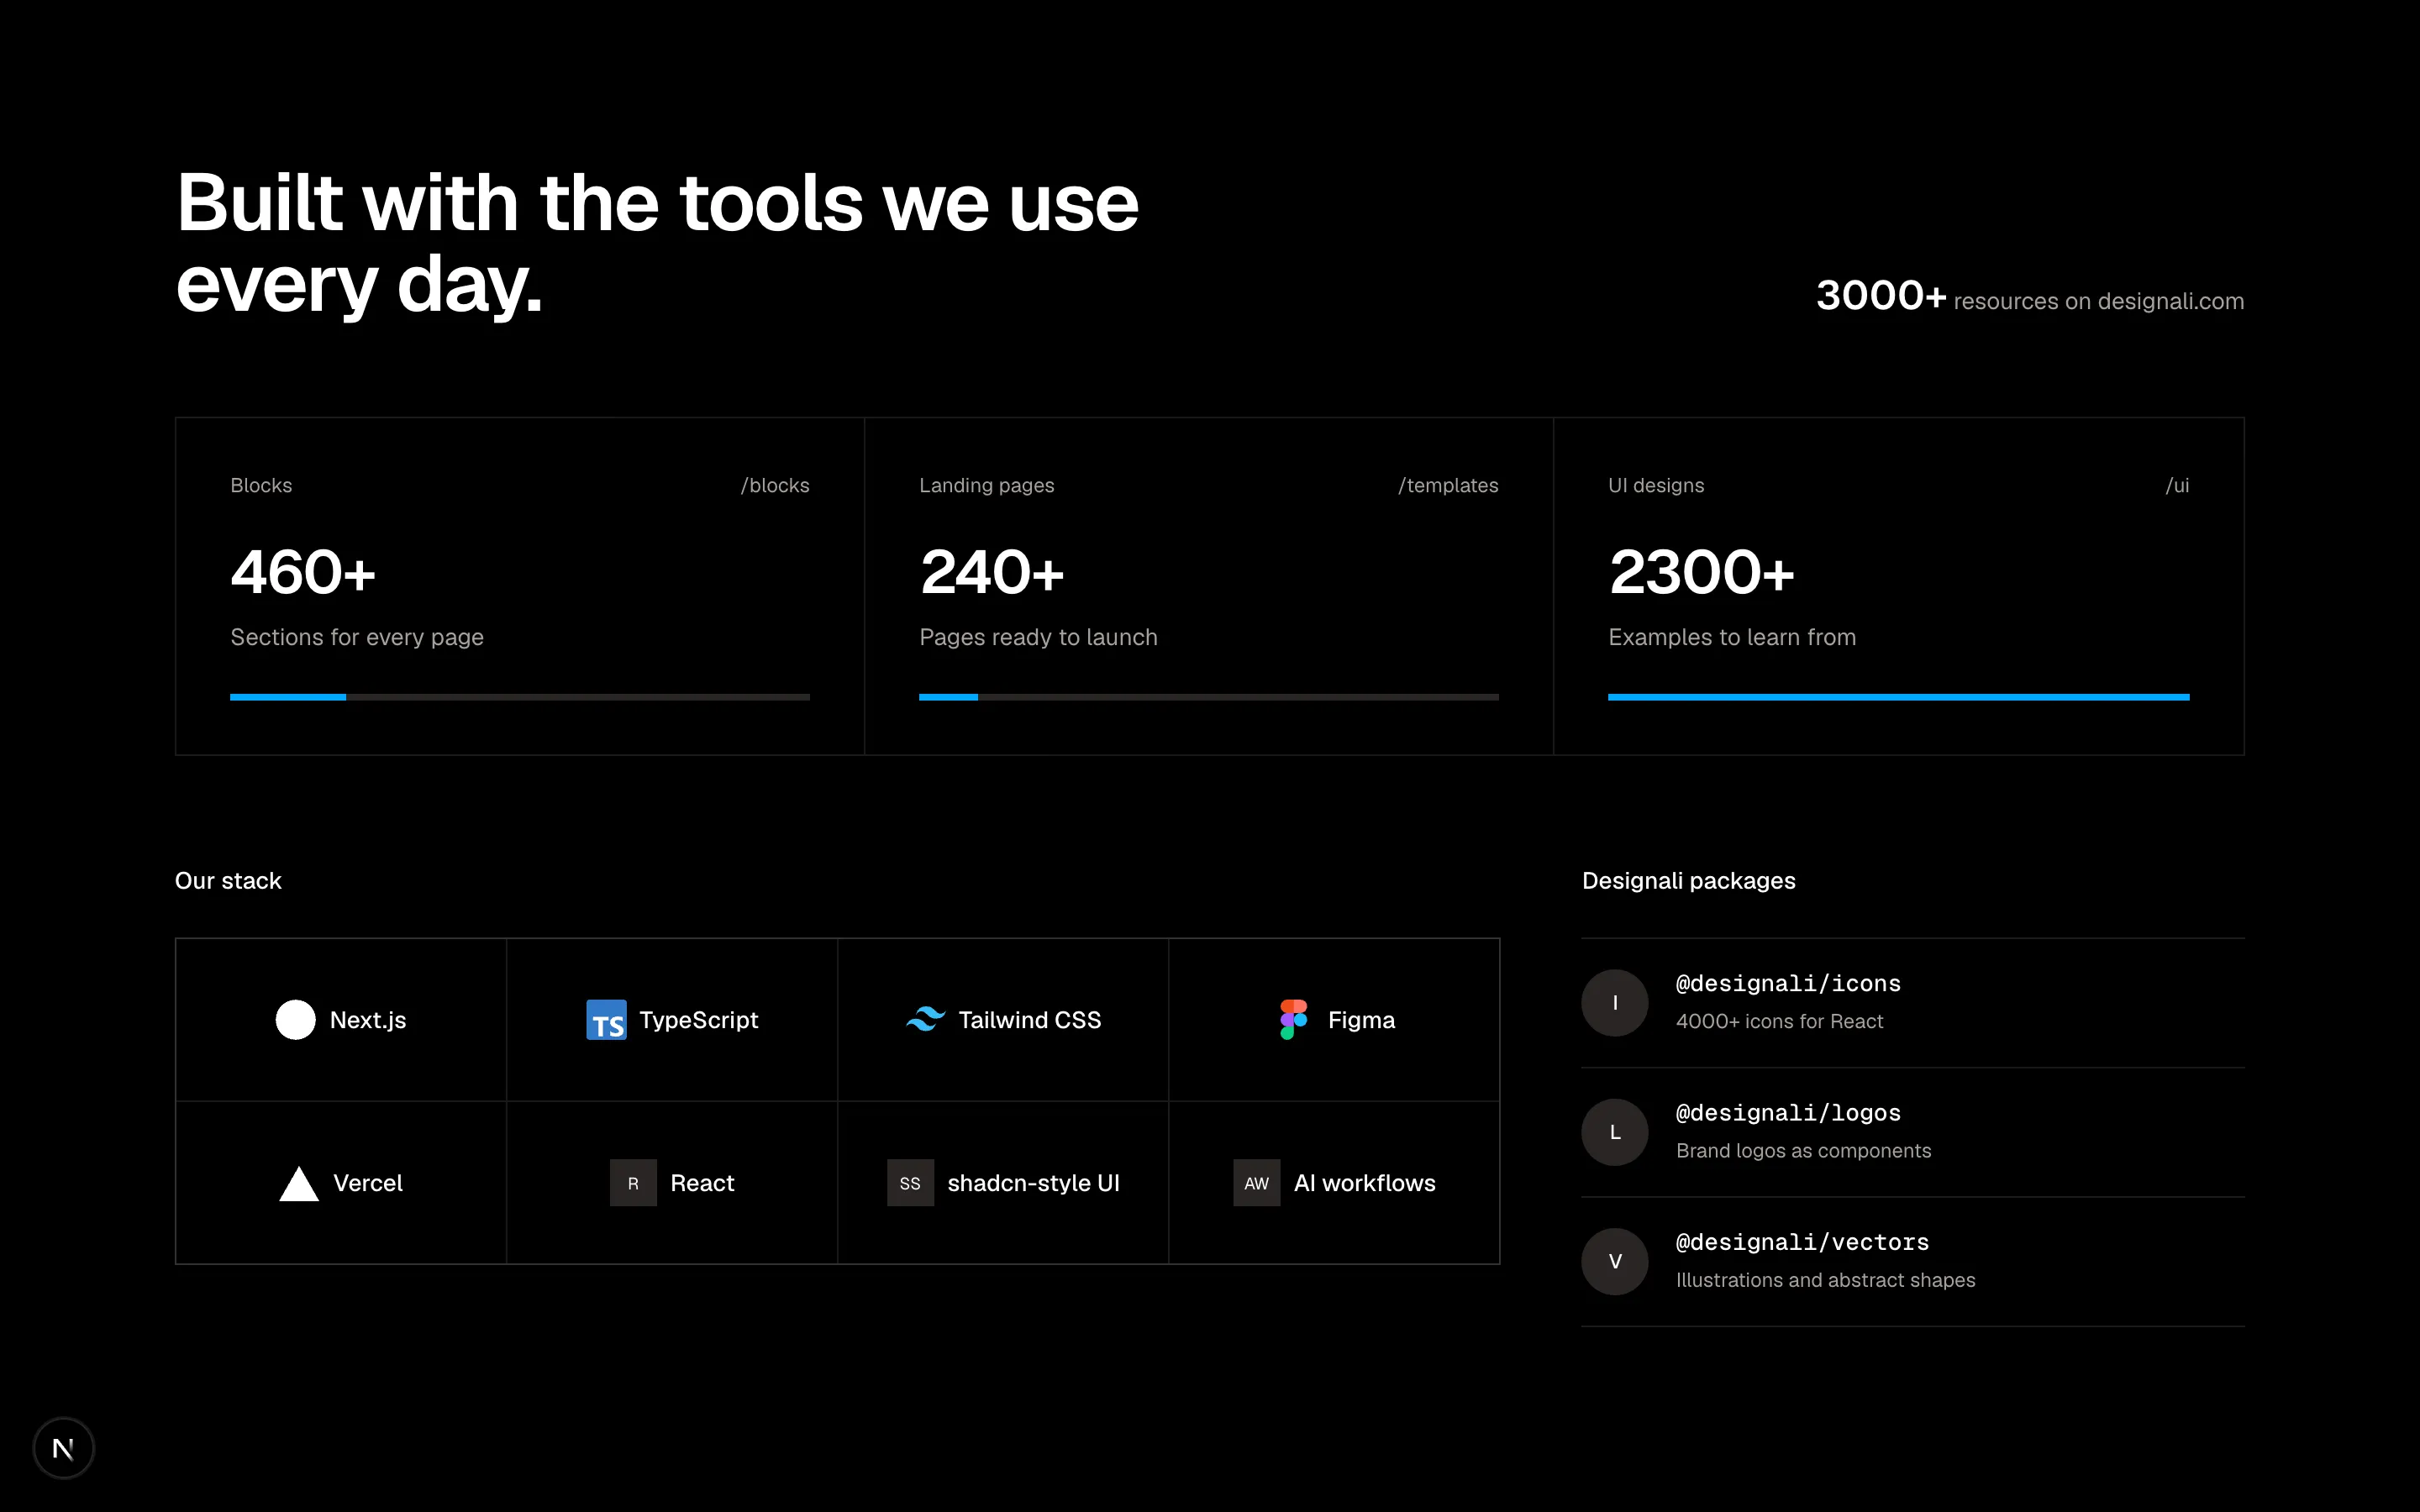 Built with the tools we use
every day.
3000+ resources on designali.com
Blocks
/blocks
460+
Sections for every page
Landing pages
/templates
240+
Pages ready to launch
UI designs
/ui
2300+
Examples to learn from
Our stack
Next.js
TS TypeScript
Tailwind CSS
Figma
Vercel
R React
SS shadcn-style UI
AW AI workflows
Designali packages
I
@designali/icons
4000+ icons for React
L
@designali/logos
Brand logos as components
V
@designali/vectors
Illustrations and abstract shapes
N